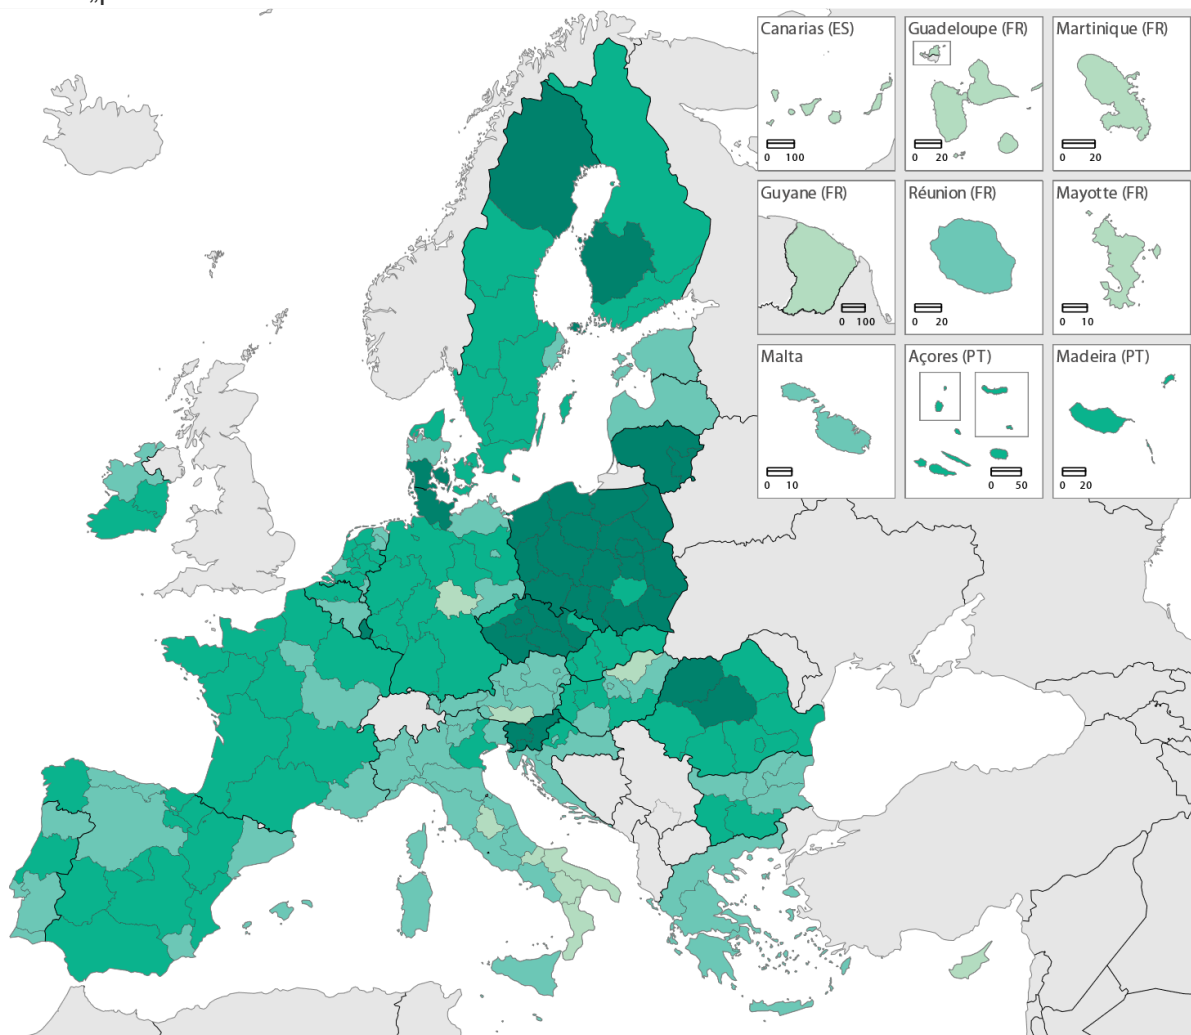 Canarias (ES)
0 100
Guadeloupe (FR)
0 20
Martinique (FR)
0 20
Guyane (FR)
0 100
Réunion (FR)
0 20
Mayotte (FR)
0 10
Malta
0 10
Açores (PT)
0 50
Madeira (PT)
0 20